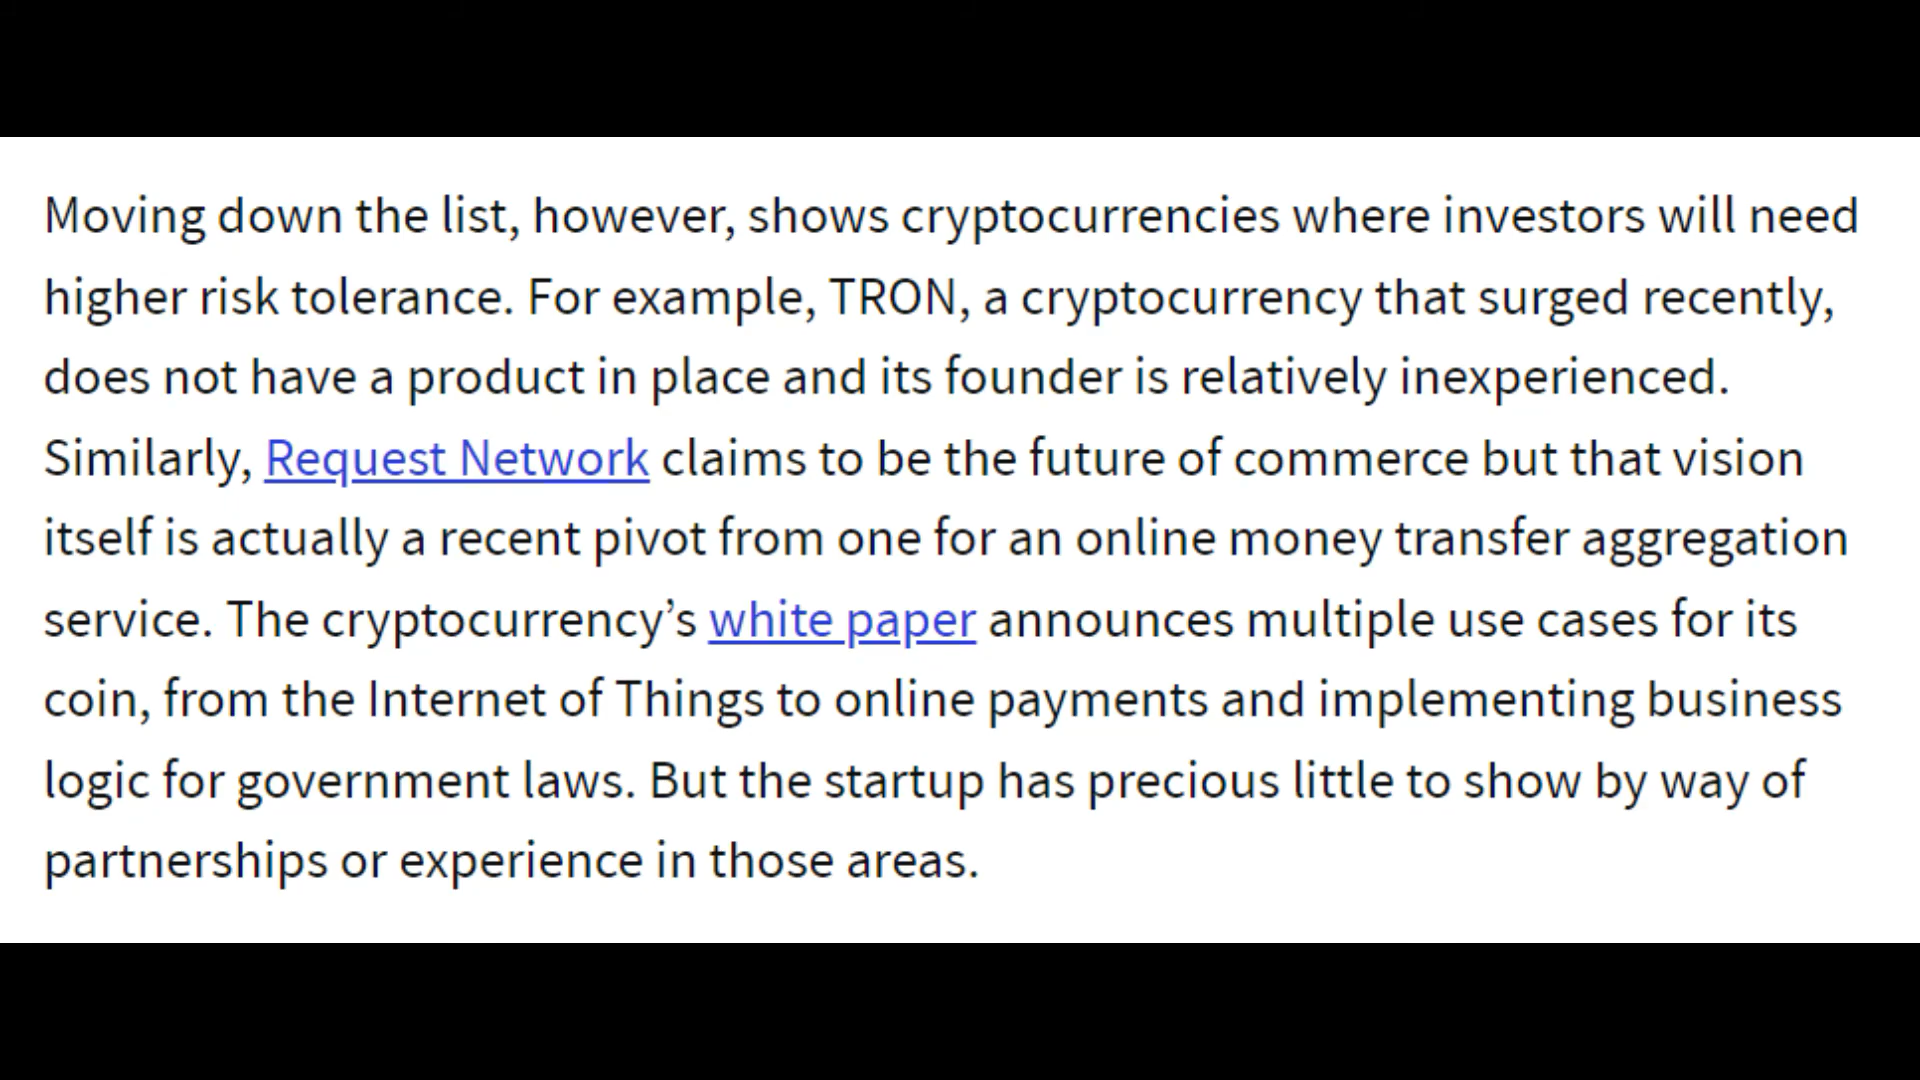 Moving down the list, however, shows cryptocurrencies where investors will need
higher risk tolerance. For example, TRON, a cryptocurrency that surged recently,
does not have a product in place and its founder is relatively inexperienced.
Similarly, Request Network claims to be the future of commerce but that vision
itself is actually a recent pivot from one for an online money transfer aggregation
service. The cryptocurrency’s white paper announces multiple use cases for its
coin, from the Internet of Things to online payments and implementing business
logic for government laws. But the startup has precious little to show by way of
partnerships or experience in those areas.